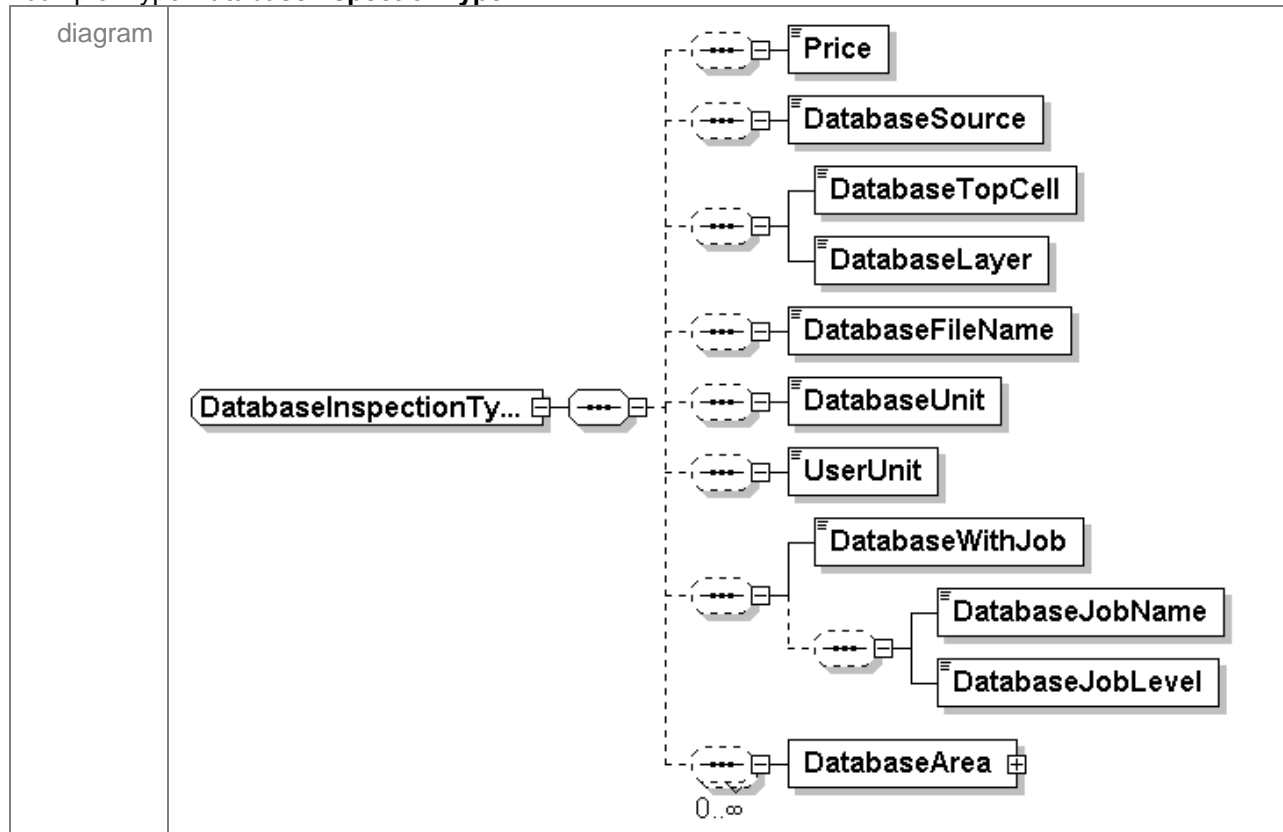 diagram
Price
DatabaseSource
DatabaseTopCell
DatabaseLayer
DatabaseFileName
DatabaseInspectionTy...
DatabaseUnit
UserUnit
DatabaseWithJob
DatabaseJobName
DatabaseJobLevel
DatabaseArea
0..∞